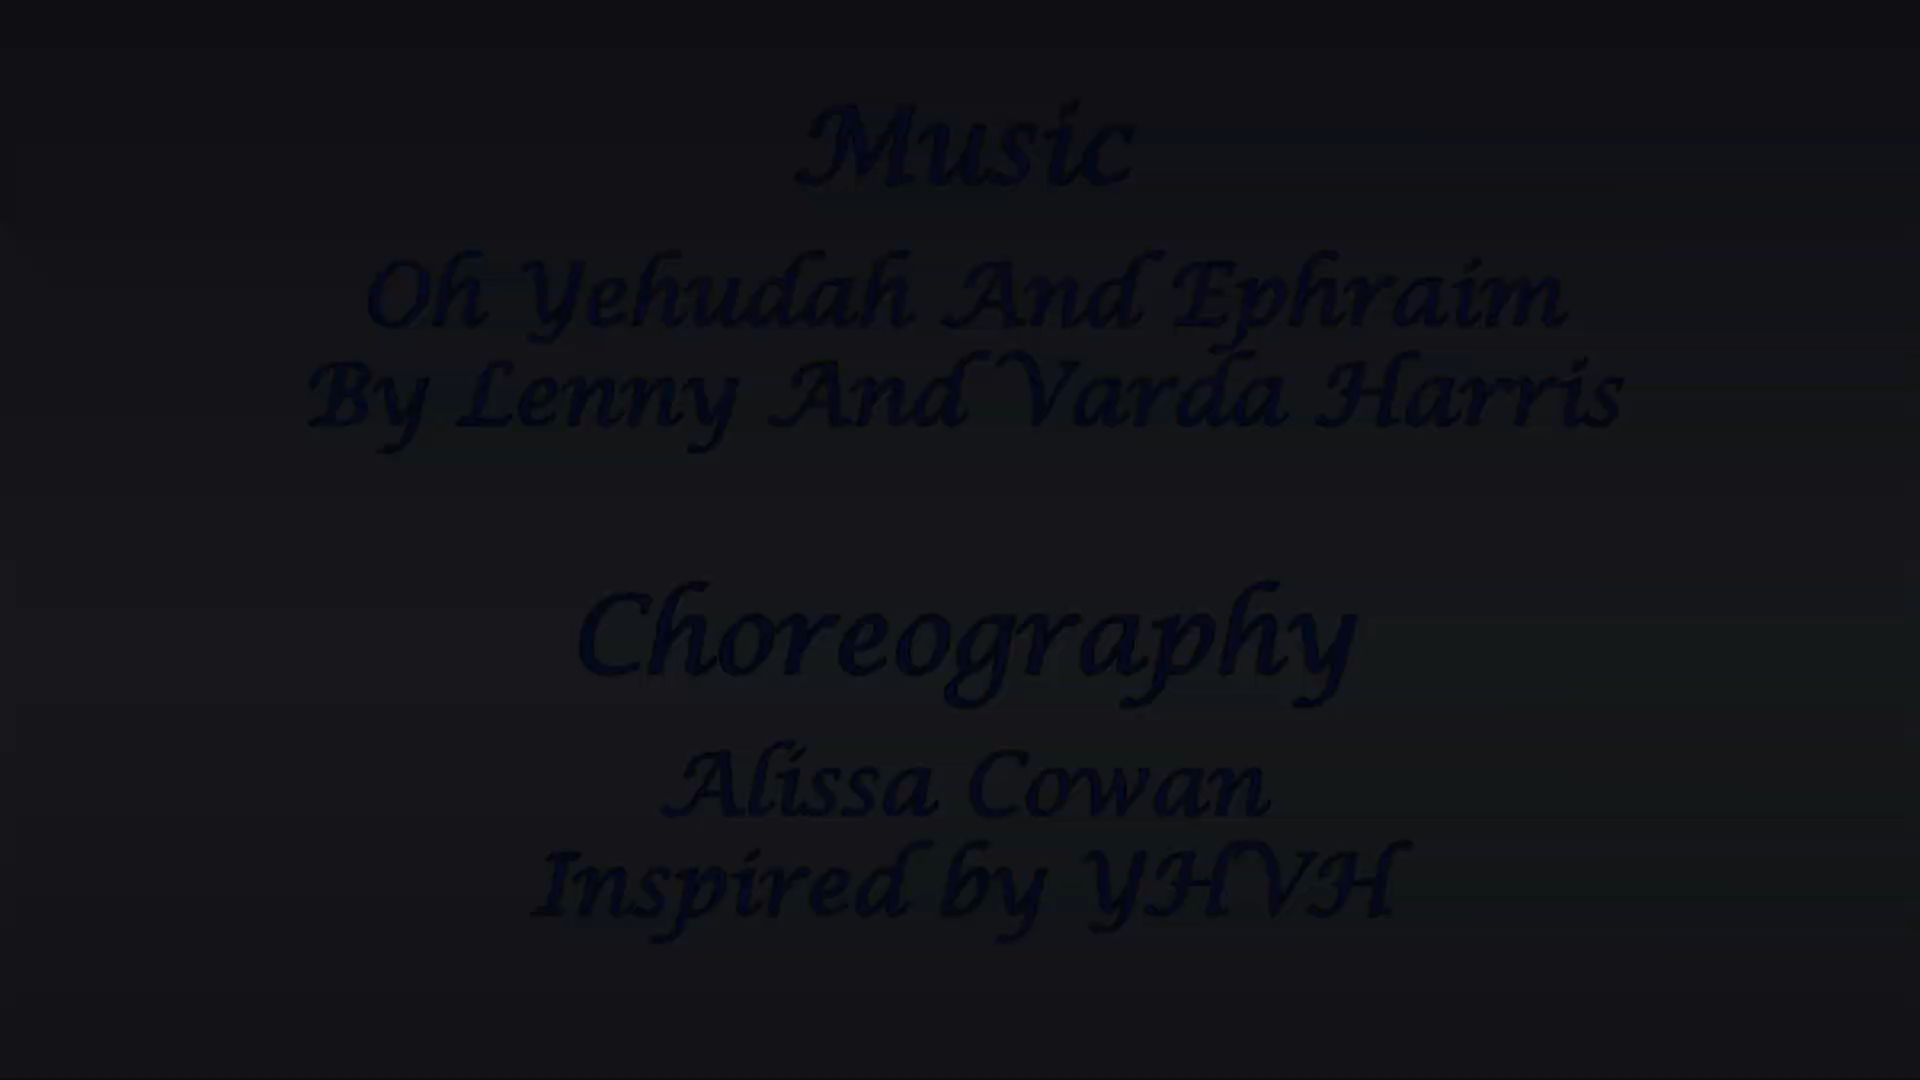 Music
Oh Yehudah And Ephraim
By Lenny And Varda Harris
Choreography
Alissa Cowan
Inspired by YHVH